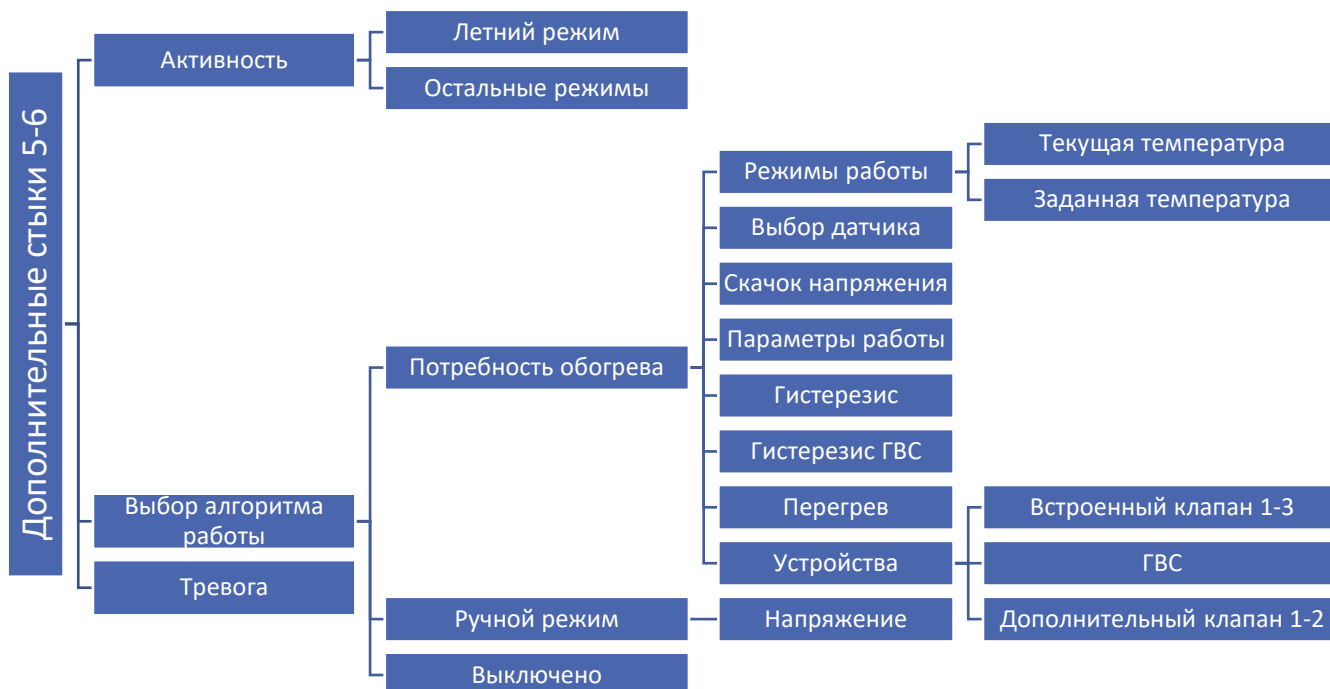 Дополнительные стыки 5-6
Активность
Летний режим
Остальные режимы
Выбор алгоритма
работы
Потребность обогрева
Режимы работы
Текущая температура
Заданная температура
Выбор датчика
Скачок напряжения
Параметры работы
Гистерезис
Гистерезис ГВС
Перегрев
Устройства
Встроенный клапан 1-3
ГВС
Дополнительный клапан 1-2
Ручной режим
Напряжение
Выключено
Тревога